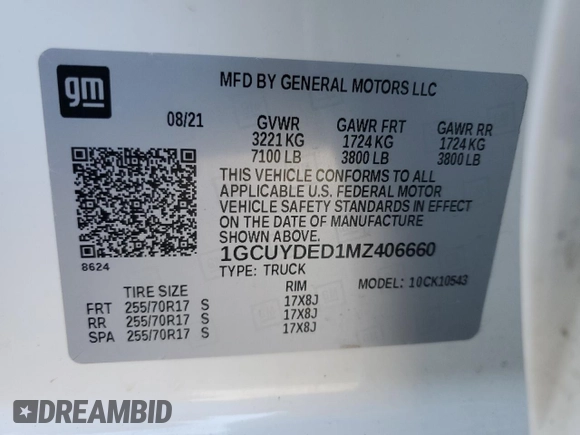 gm
MFD BY GENERAL MOTORS LLC
08/21 GVWR GAWR FRT GAWR RR
3221 KG 1724 KG 1724 KG
7100 LB 3800 LB 3800 LB
THIS VEHICLE CONFORMS TO ALL
APPLICABLE U.S. FEDERAL MOTOR
VEHICLE SAFETY STANDARDS IN EFFECT
ON THE DATE OF MANUFACTURE
SHOWN ABOVE.
8624
1GCUYDED1MZ406660
TYPE: TRUCK MODEL: 10CK10543
TIRE SIZE RIM
FRT 255/70R17 S 17X8J
RR 255/70R17 S 17X8J
SPA 255/70R17 S 17X8J
DREAMBID